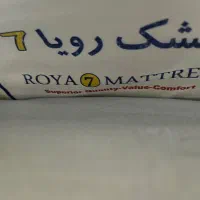 شک رویا 7
ROYA 7 MATTRE
Superior Quality-Value-Comfort